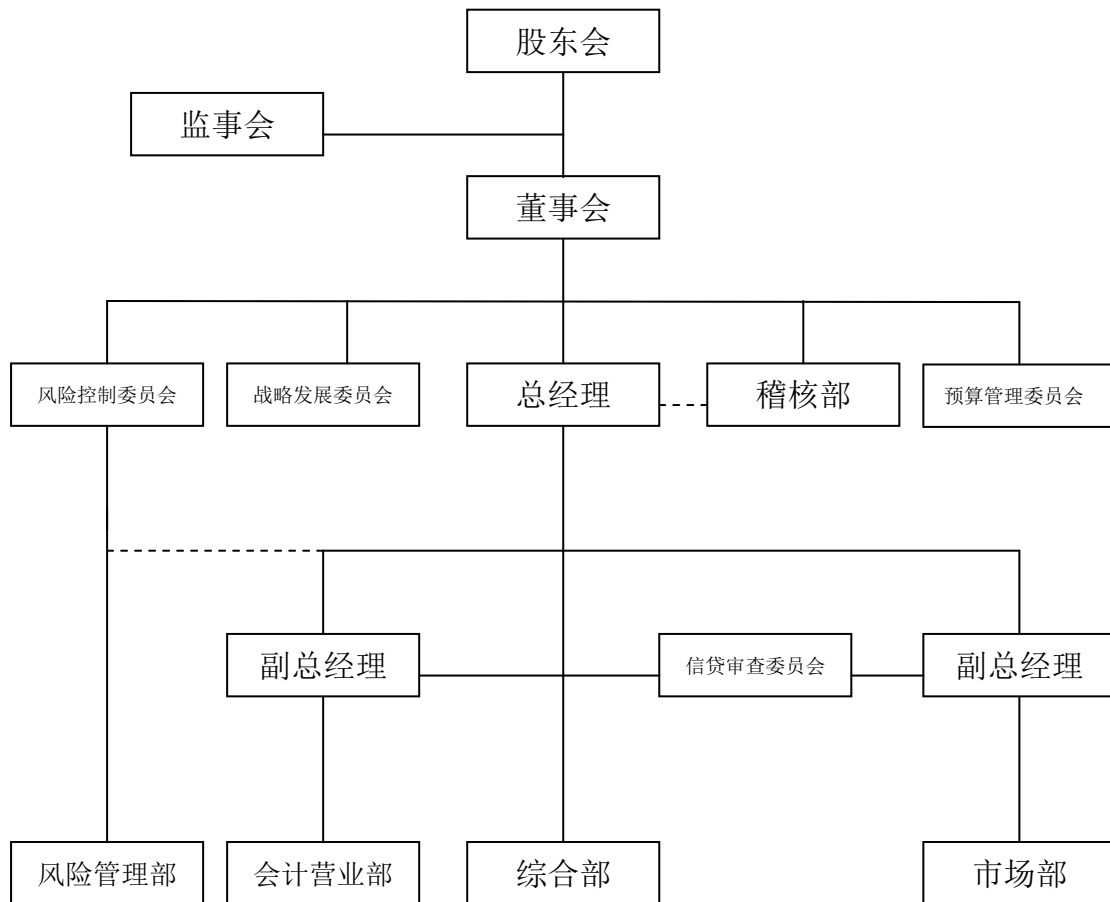 股东会
监事会
董事会
风险控制委员会
战略发展委员会
总经理
稽核部
预算管理委员会
副总经理
信贷审查委员会
副总经理
风险管理部
会计营业部
综合部
市场部